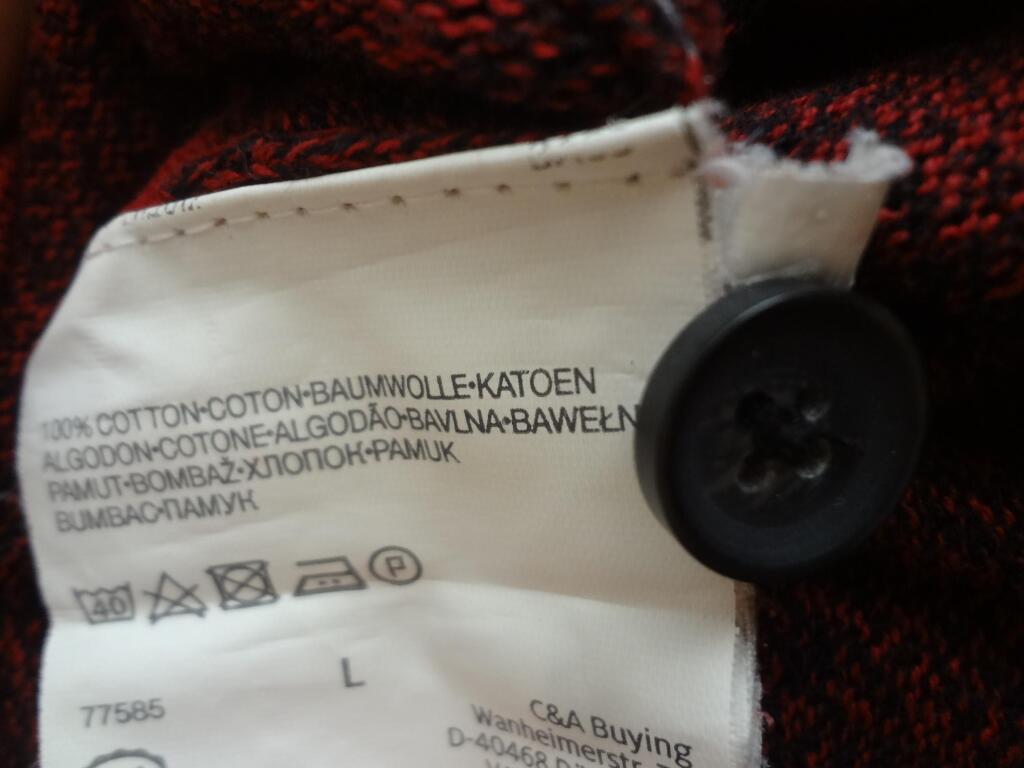 100% COTTON•COTON•BAUMWOLLE•KATOEN
ALGODON•COTONE•ALGODÃO•BAVLNA•BAWEŁN
PAMUT•BOMBAŽ•ХЛОПОК•PAMUK
BUMBAC•ПАМУК
40
P
L
77585
C&A Buying
Wanheimerstr.
D-40468